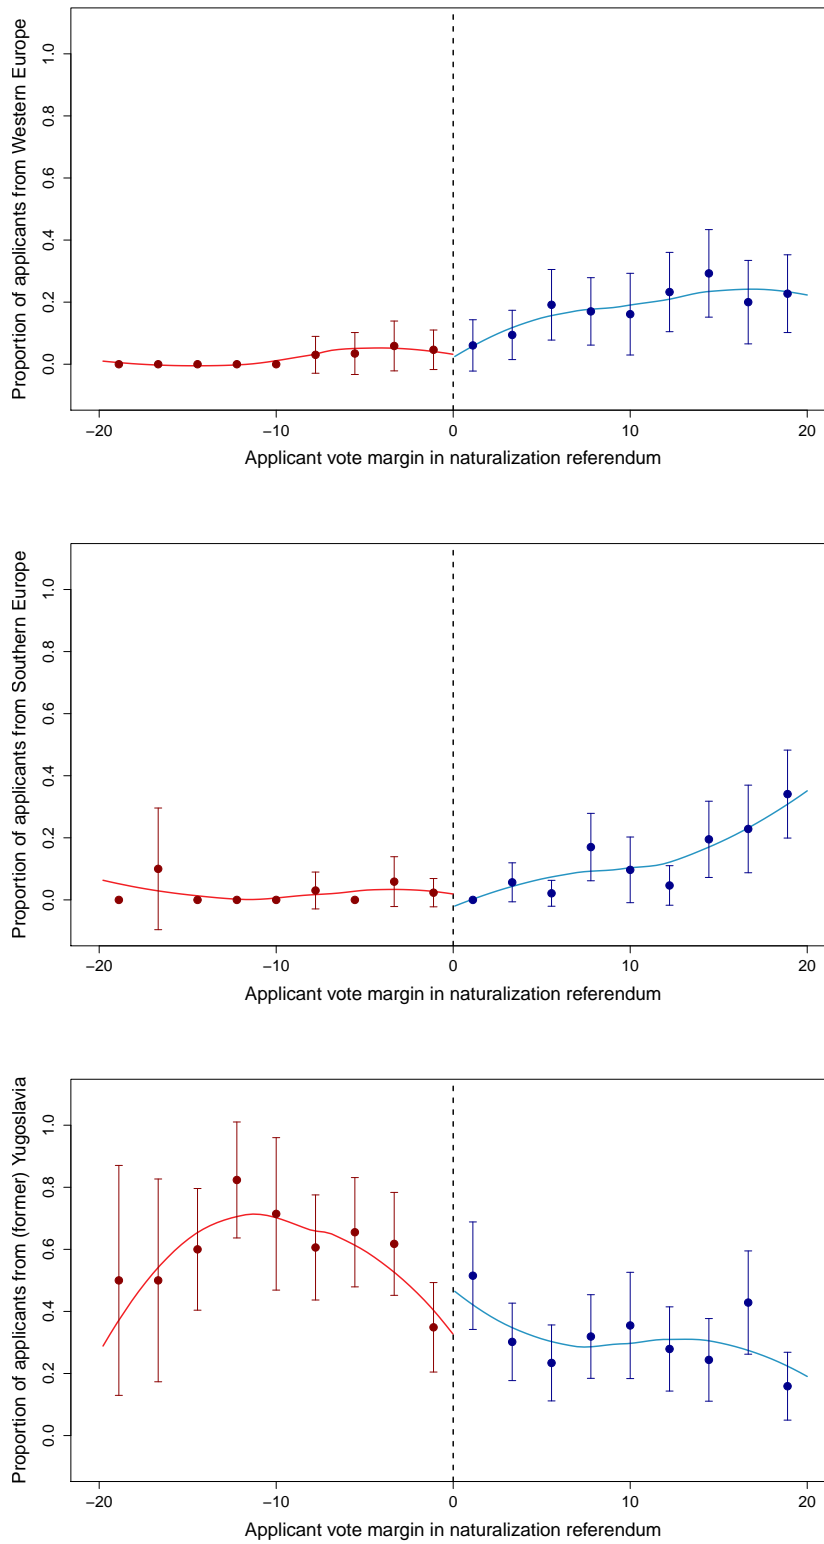 Proportion of applicants from Western Europe
1.0
0.8
0.6
0.4
0.2
0.0
−20 −10 0 10 20
Applicant vote margin in naturalization referendum
Proportion of applicants from Southern Europe
1.0
0.8
0.6
0.4
0.2
0.0
−20 −10 0 10 20
Applicant vote margin in naturalization referendum
Proportion of applicants from (former) Yugoslavia
1.0
0.8
0.6
0.4
0.2
0.0
−20 −10 0 10 20
Applicant vote margin in naturalization referendum